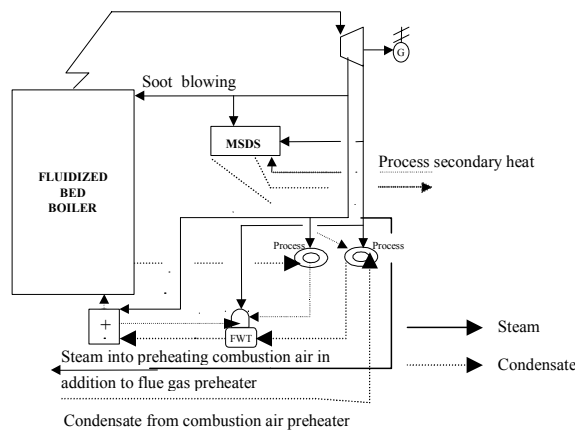 G
Soot blowing
MSDS
Process secondary heat
FLUIDIZED
BED
BOILER
Process
Process
+
FWT
Steam
Steam into preheating combustion air in
addition to flue gas preheater
Condensate
Condensate from combustion air preheater